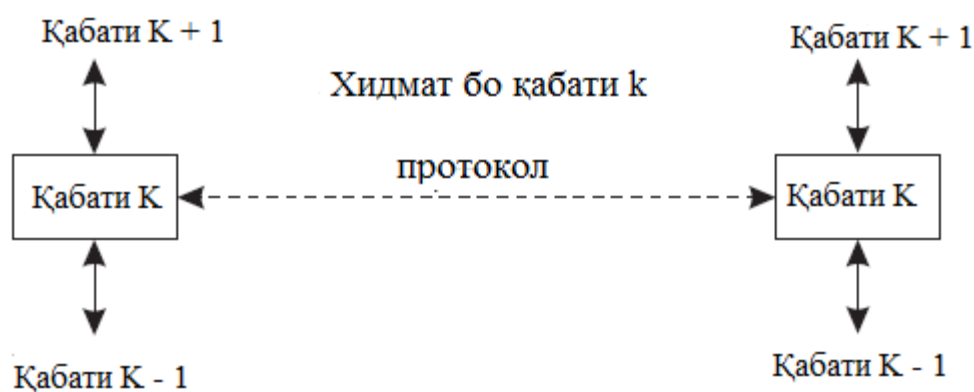 Қабати K + 1
Қабати K + 1
Хидмат бо қабати k
протокол
Қабати K
Қабати K
Қабати K - 1
Қабати K - 1